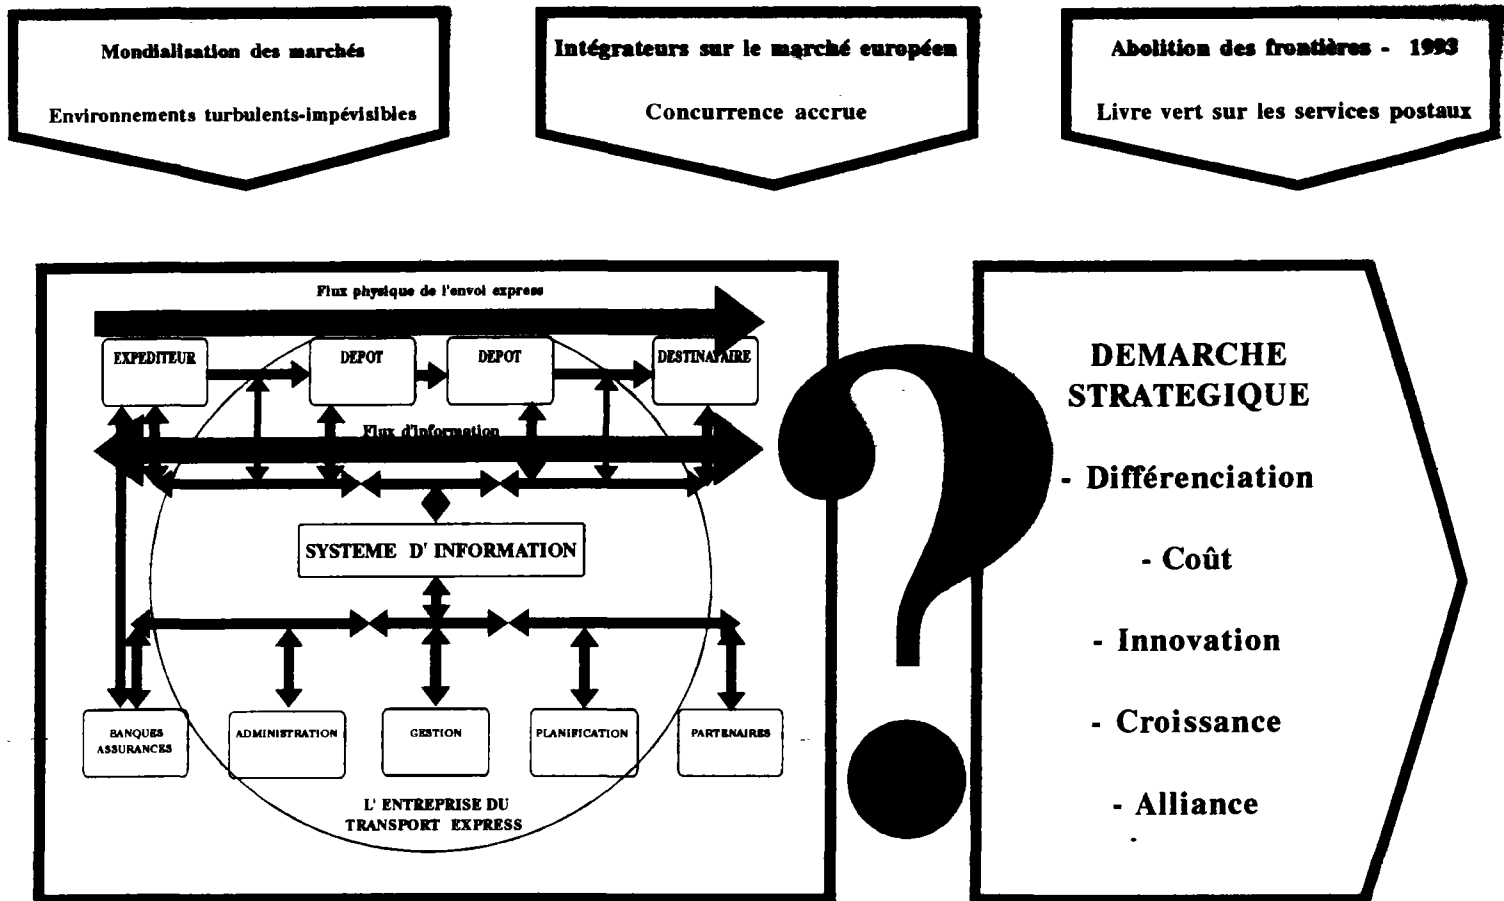 Mondialisation des marchés
Environnements turbulents-impévisibles
Intégrateurs sur le marché européen
Concurrence accrue
Abolition des frontières - 1993
Livre vert sur les services postaux
Flux physique de l'envoi express
EXPEDITEUR
DEPOT
DEPOT
DESTINATAIRE
Flux d'information
SYSTEME D' INFORMATION
BANQUES
ASSURANCES
ADMINISTRATION
GESTION
PLANIFICATION
PARTENAIRES
L' ENTREPRISE DU
TRANSPORT EXPRESS
?
DEMARCHE
STRATEGIQUE
- Différenciation
- Coût
- Innovation
- Croissance
- Alliance